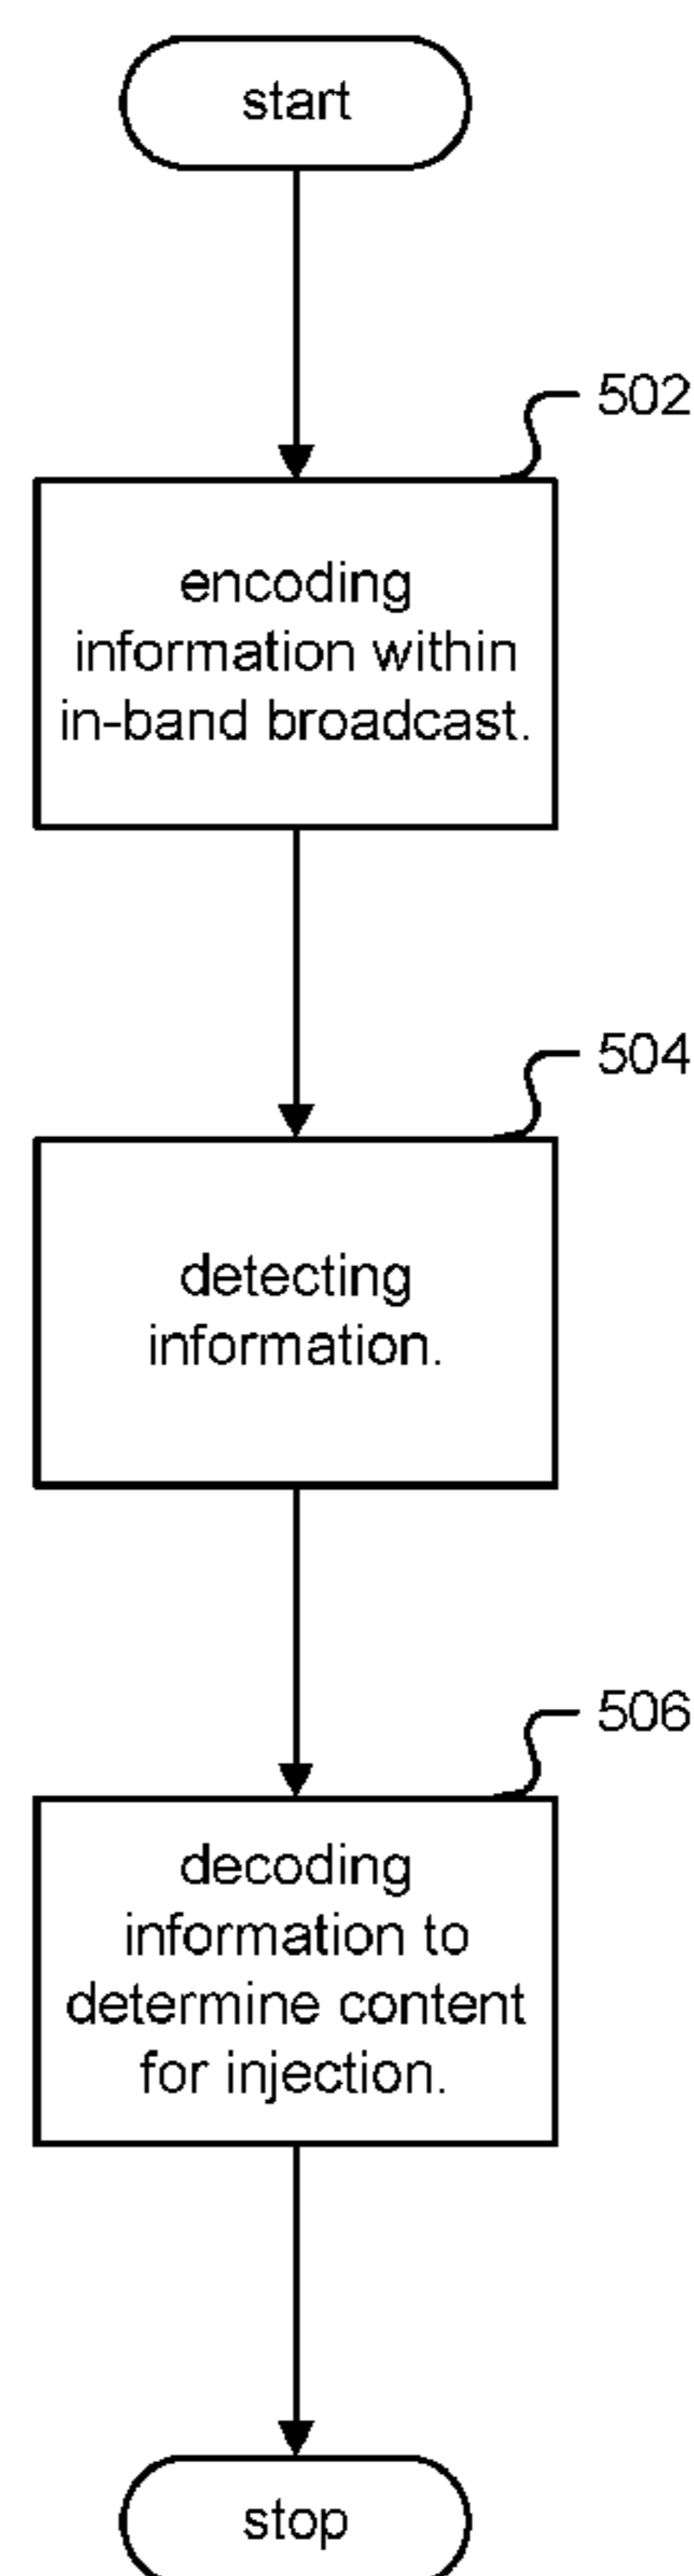 start
502
encoding
information within
in-band broadcast.
504
detecting
information.
506
decoding
information to
determine content
for injection.
stop